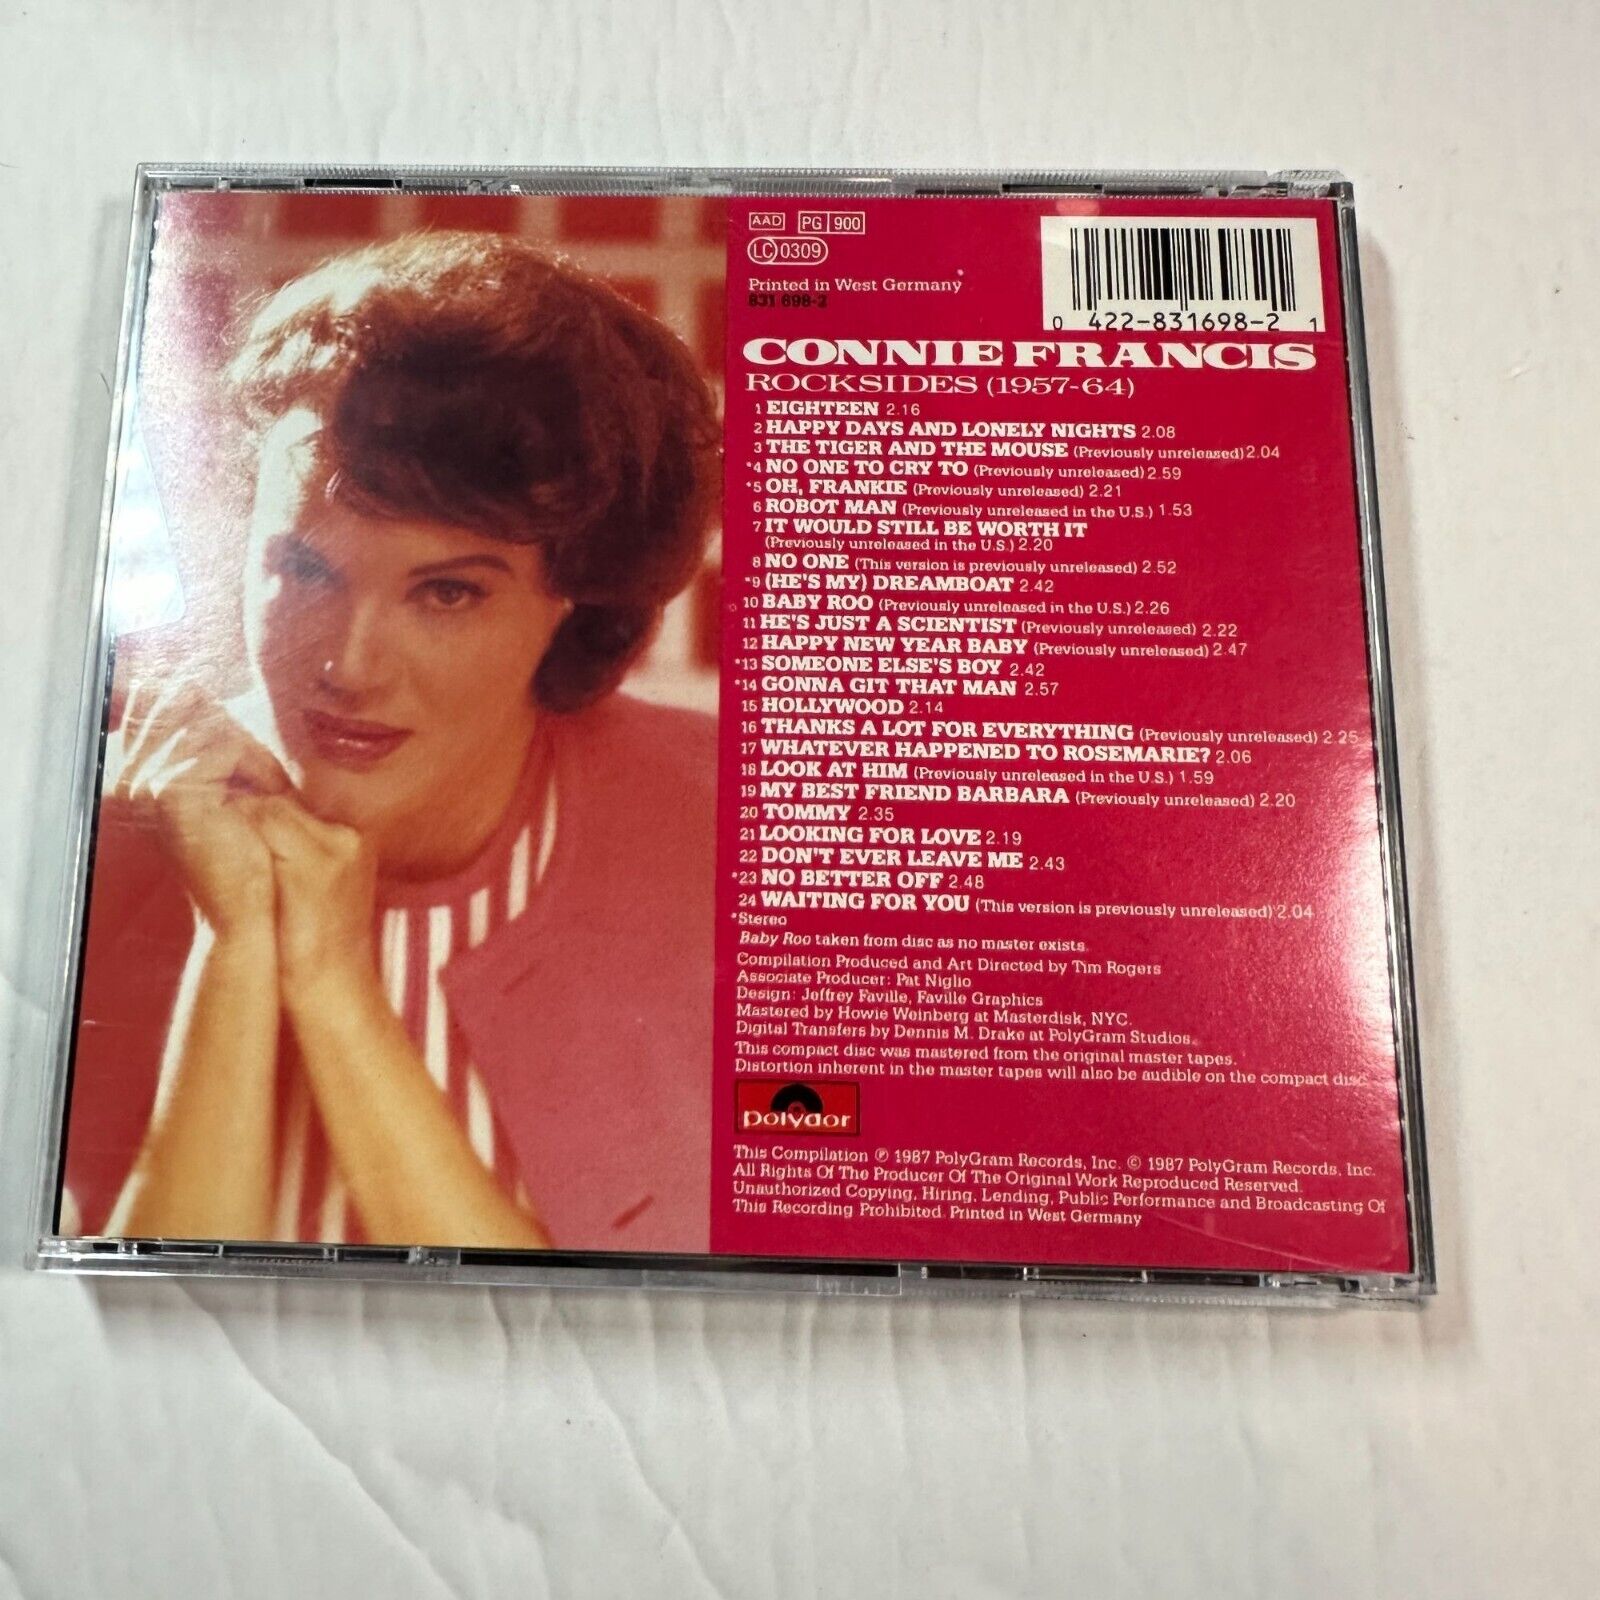 AAD PG 900
LC 0309
Printed in West Germany
831 698-2
0 422-831698-2 1
CONNIE FRANCIS
ROCKSIDES (1957-64)
1 EIGHTEEN 2.16
2 HAPPY DAYS AND LONELY NIGHTS 2.08
3 THE TIGER AND THE MOUSE (Previously unreleased) 2.04
*4 NO ONE TO CRY TO (Previously unreleased) 2.59
*5 OH, FRANKIE (Previously unreleased) 2.21
6 ROBOT MAN (Previously unreleased in the U.S.) 1.53
7 IT WOULD STILL BE WORTH IT
(Previously unreleased in the U.S.) 2.20
8 NO ONE (This version is previously unreleased) 2.52
*9 (HE'S MY) DREAMBOAT 2.42
10 BABY ROO (Previously unreleased in the U.S.) 2.26
11 HE'S JUST A SCIENTIST (Previously unreleased) 2.22
12 HAPPY NEW YEAR BABY (Previously unreleased) 2.47
*13 SOMEONE ELSE'S BOY 2.42
*14 GONNA GIT THAT MAN 2.57
15 HOLLYWOOD 2.14
16 THANKS A LOT FOR EVERYTHING (Previously unreleased) 2.25
17 WHATEVER HAPPENED TO ROSEMARIE? 2.06
18 LOOK AT HIM (Previously unreleased in the U.S.) 1.59
19 MY BEST FRIEND BARBARA (Previously unreleased) 2.20
20 TOMMY 2.35
21 LOOKING FOR LOVE 2.19
22 DON'T EVER LEAVE ME 2.43
*23 NO BETTER OFF 2.48
24 WAITING FOR YOU (This version is previously unreleased) 2.04
*Stereo
Baby Roo taken from disc as no master exists.
Compilation Produced and Art Directed by Tim Rogers
Associate Producer: Pat Niglio
Design: Jeffrey Faville, Faville Graphics
Mastered by Howie Weinberg at Masterdisk, NYC.
Digital Transfers by Dennis M. Drake at PolyGram Studios.
This compact disc was mastered from the original master tapes.
Distortion inherent in the master tapes will also be audible on the compact disc.
polydor
This Compilation ℗ 1987 PolyGram Records, Inc. © 1987 PolyGram Records, Inc.
All Rights Of The Producer Of The Original Work Reproduced Reserved.
Unauthorized Copying, Hiring, Lending, Public Performance and Broadcasting Of
This Recording Prohibited. Printed in West Germany